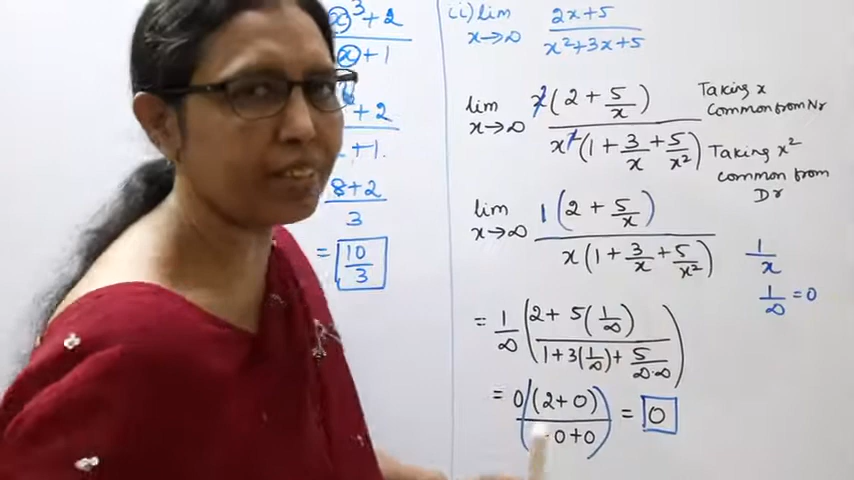 x³+2
x+1
+2
+1
8+2
3
= 10/3
(ii) lim x→∞ 2x+5 / x²+3x+5
lim x→∞ x(2 + 5/x) / x²(1 + 3/x + 5/x²)
Taking x
common from Nr
Taking x²
common from
Dr
lim x→∞ 1(2 + 5/x) / x(1 + 3/x + 5/x²)
1/x
1/∞ = 0
= 1/∞ (2 + 5(1/∞) / 1+3(1/∞)+ 5/∞·∞)
= 0 (2+0) / ( 0+0) = 0